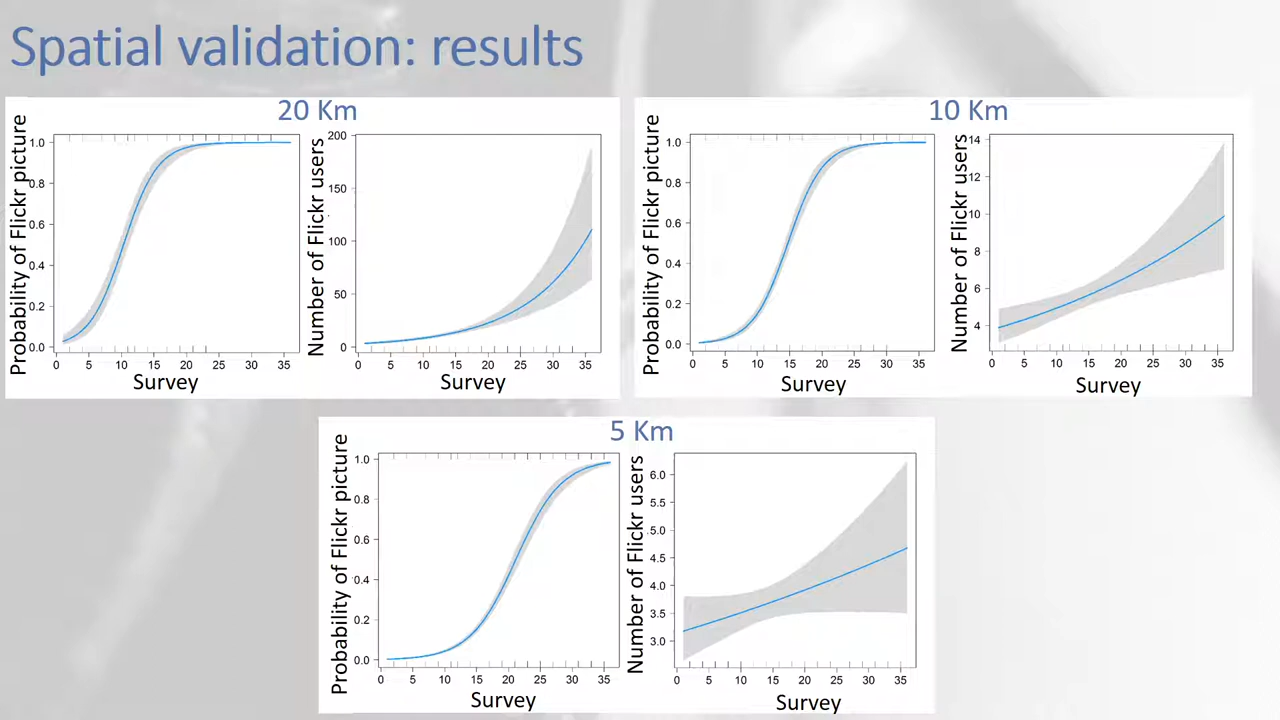 Spatial validation: results
20 Km
Probability of Flickr picture
1.0
0.8
0.6
0.4
0.2
0.0
0 5 10 15 20 25 30 35
Survey
Number of Flickr users
200
150
100
50
0
0 5 10 15 20 25 30 35
Survey
10 Km
Probability of Flickr picture
1.0
0.8
0.6
0.4
0.2
0.0
0 5 10 15 20 25 30 35
Survey
Number of Flickr users
14
12
10
8
6
4
0 5 10 15 20 25 30 35
Survey
5 Km
Probability of Flickr picture
1.0
0.8
0.6
0.4
0.2
0.0
0 5 10 15 20 25 30 35
Survey
Number of Flickr users
6.0
5.5
5.0
4.5
4.0
3.5
3.0
0 5 10 15 20 25 30 35
Survey